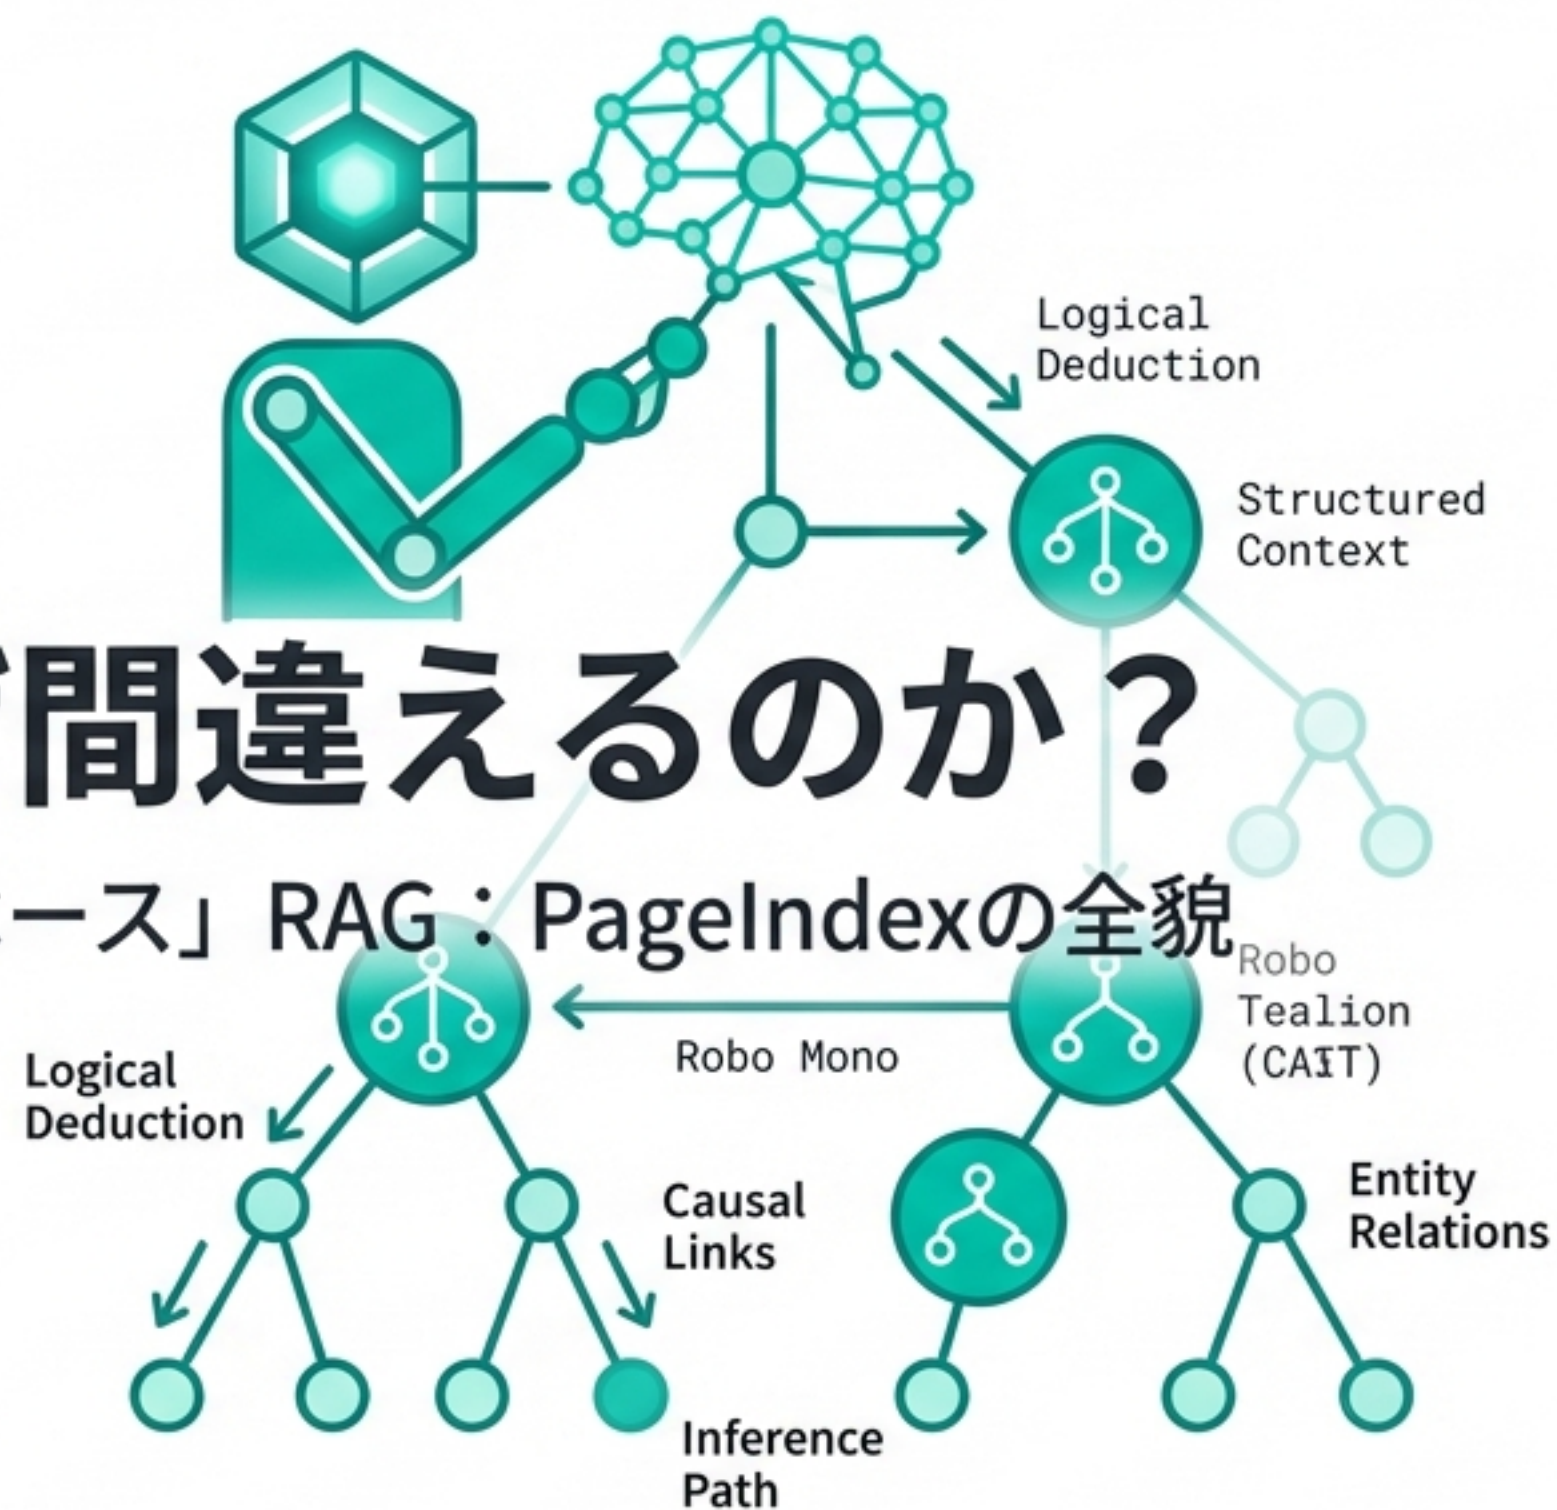 Logical
Deduction
Structured
Context
間違えるのか？
ース」RAG：PageIndexの全貌
Robo
Tealion
(CAIT)
Robo Mono
Logical
Deduction
Causal
Links
Entity
Relations
Inference
Path